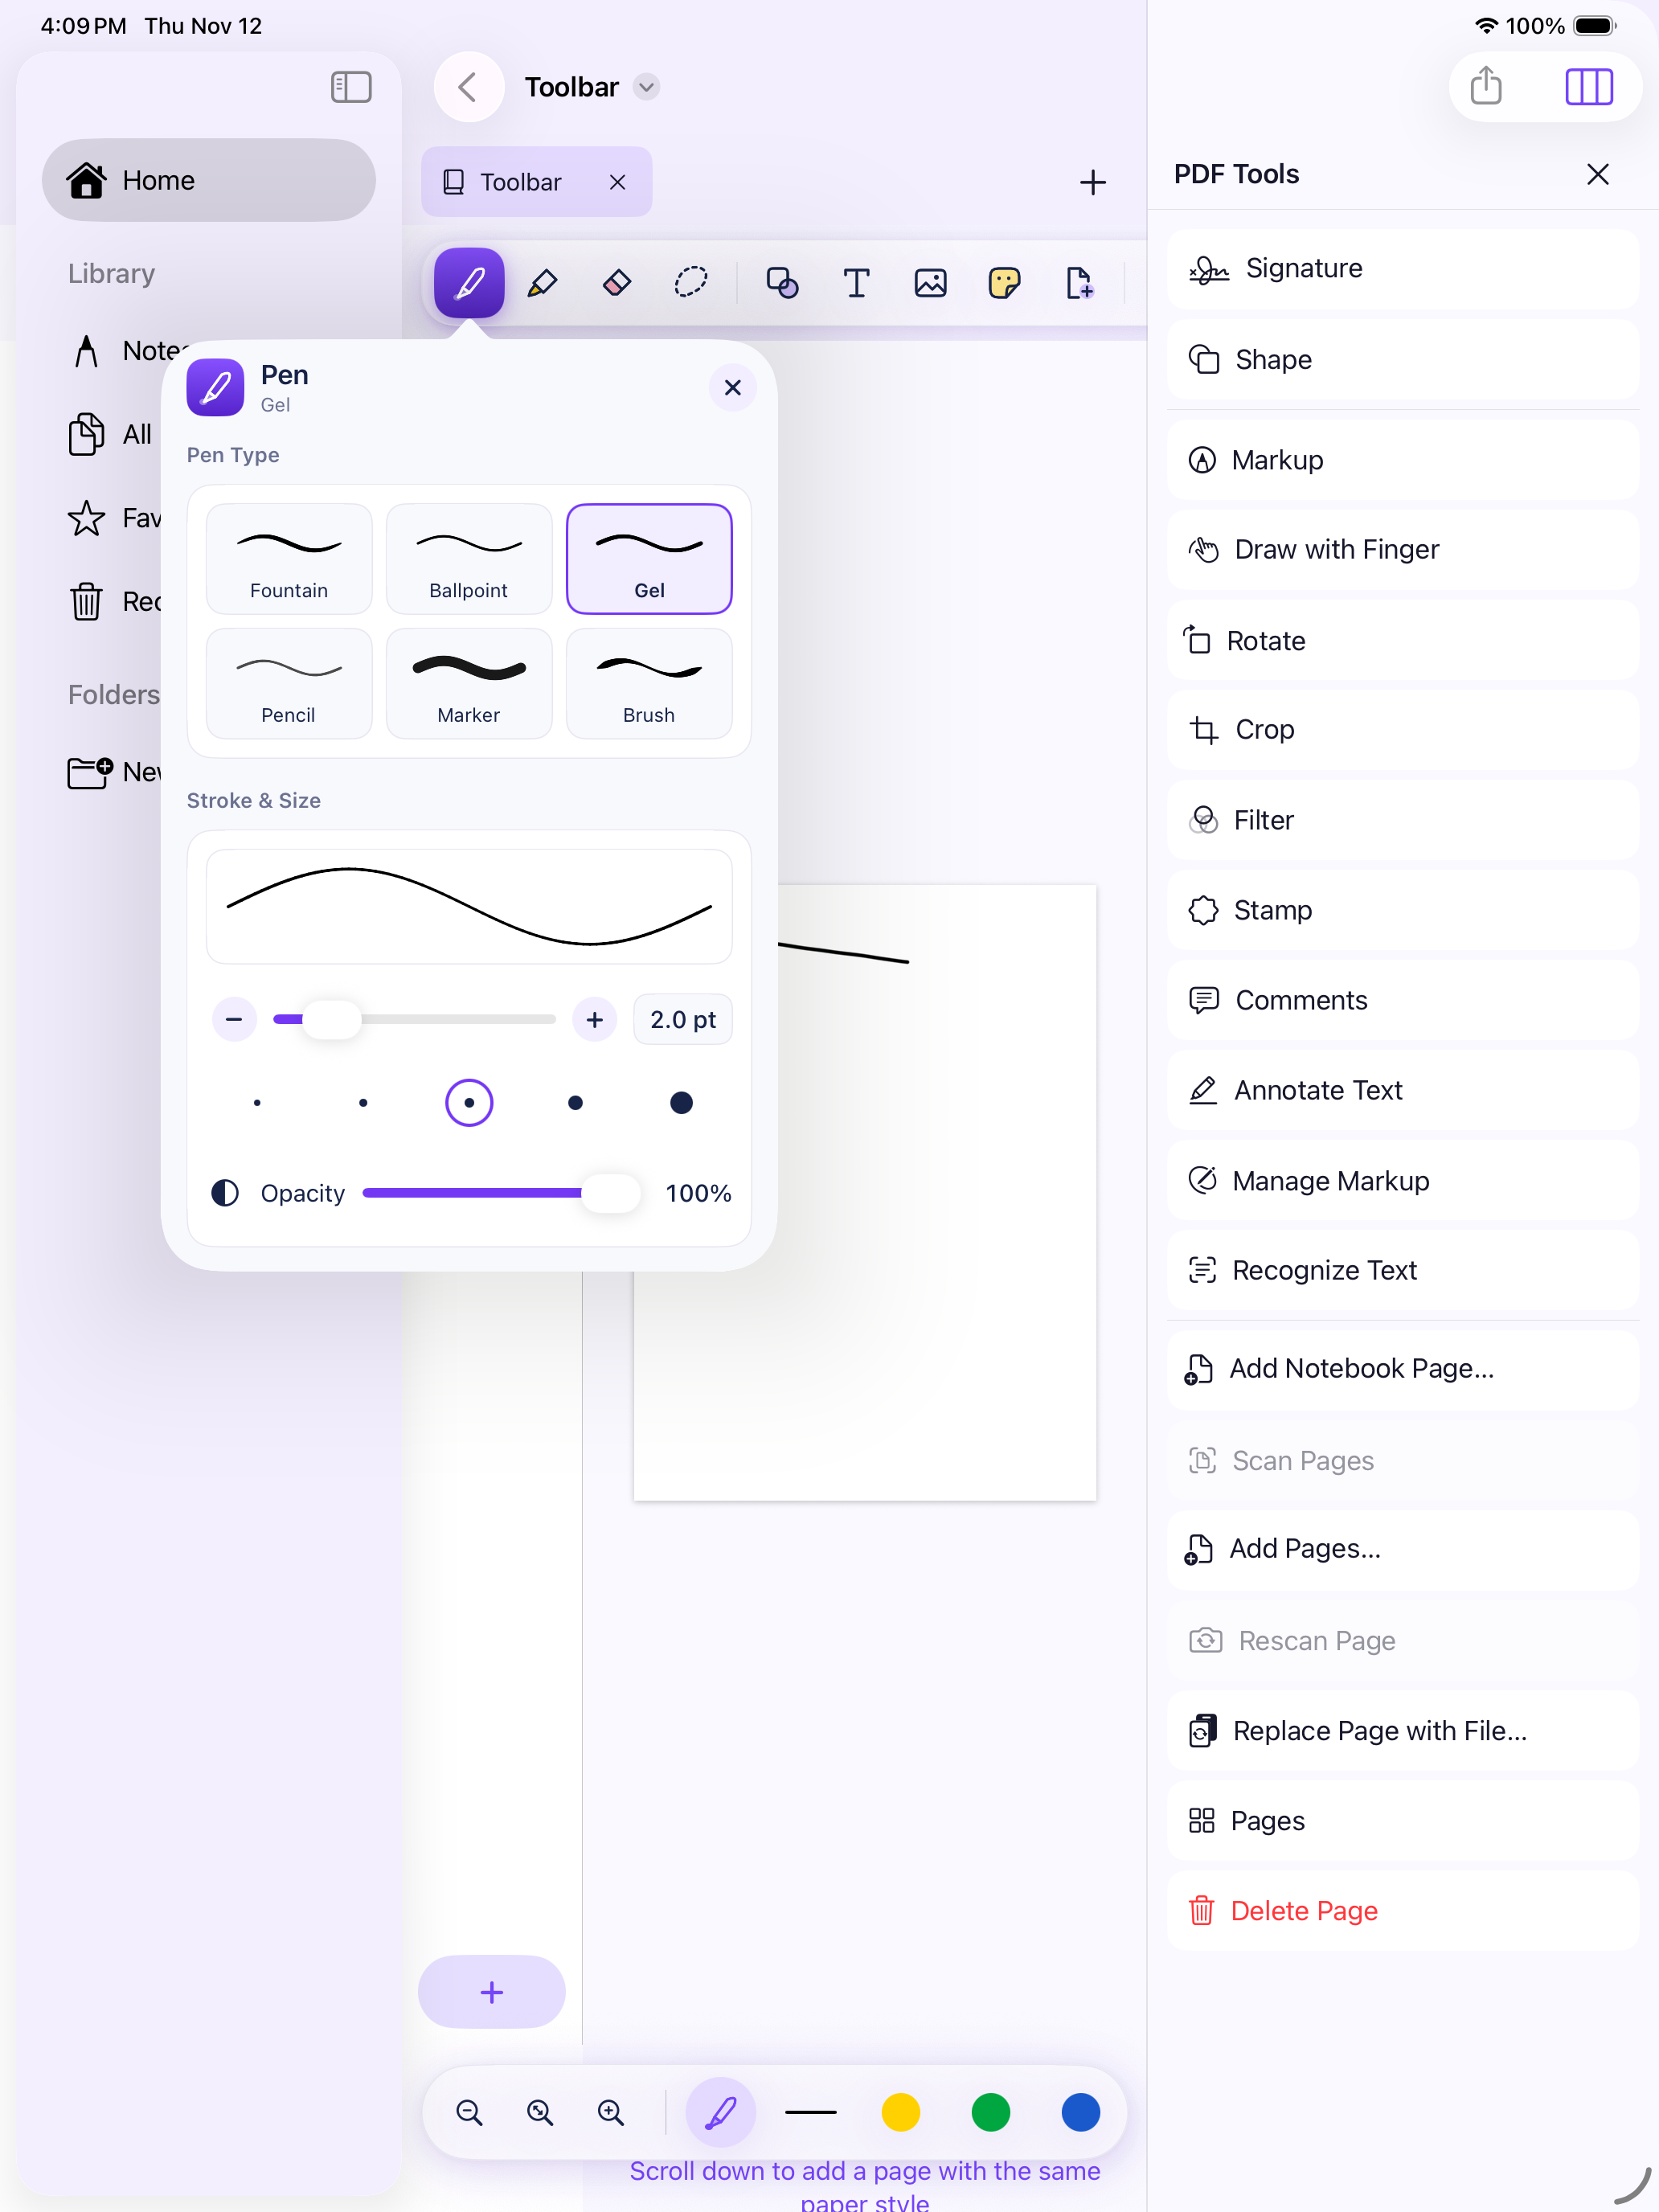 4:09 PM Thu Nov 12
100%
Toolbar
Toolbar
Home
Library
Notes
All
Fav
Rec
Folders
New
Pen
Gel
Pen Type
Fountain
Ballpoint
Gel
Pencil
Marker
Brush
Stroke & Size
2.0 pt
Opacity
100%
Scroll down to add a page with the same
paper style
PDF Tools
Signature
Shape
Markup
Draw with Finger
Rotate
Crop
Filter
Stamp
Comments
Annotate Text
Manage Markup
Recognize Text
Add Notebook Page...
Scan Pages
Add Pages...
Rescan Page
Replace Page with File...
Pages
Delete Page